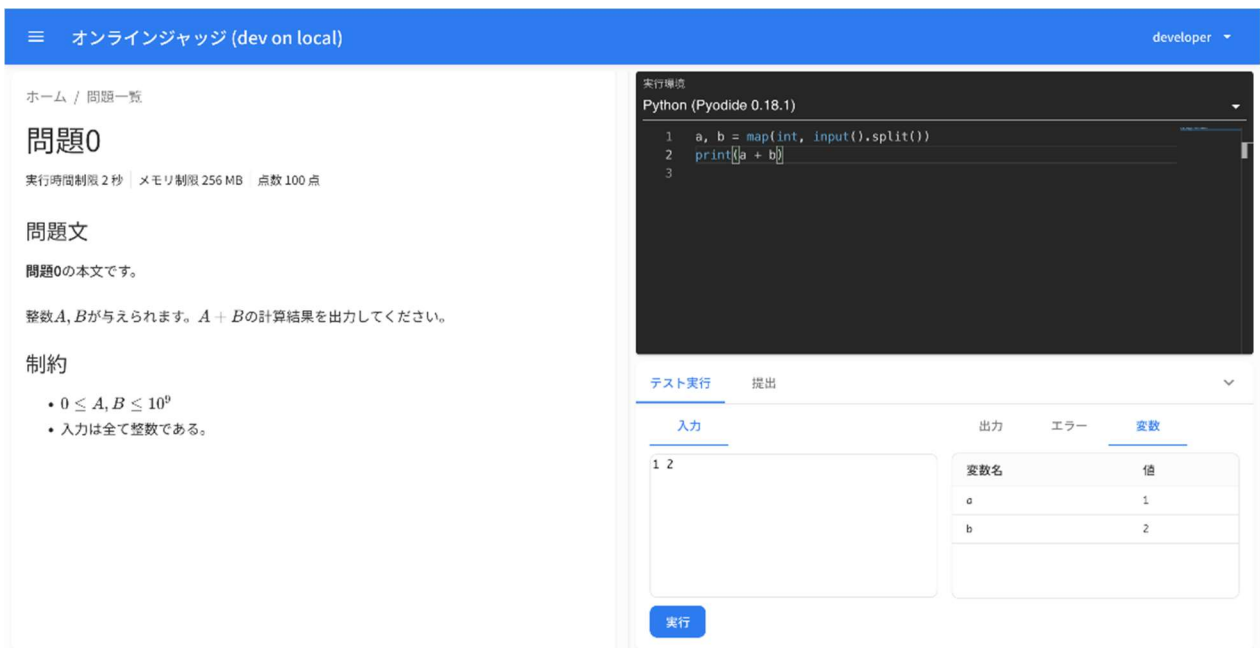 オンラインジャッジ (dev on local)
developer
ホーム / 問題一覧
問題0
実行時間制限 2 秒 メモリ制限 256 MB 点数 100 点
問題文
問題0の本文です。
整数A, Bが与えられます。A + Bの計算結果を出力してください。
制約
• 0 ≤ A, B ≤ 10⁹
• 入力は全て整数である。
実行環境
Python (Pyodide 0.18.1)
1 a, b = map(int, input().split())
2 print(a + b)
3
テスト実行 提出
入力
1 2
実行
出力 エラー 変数
変数名 値
a 1
b 2